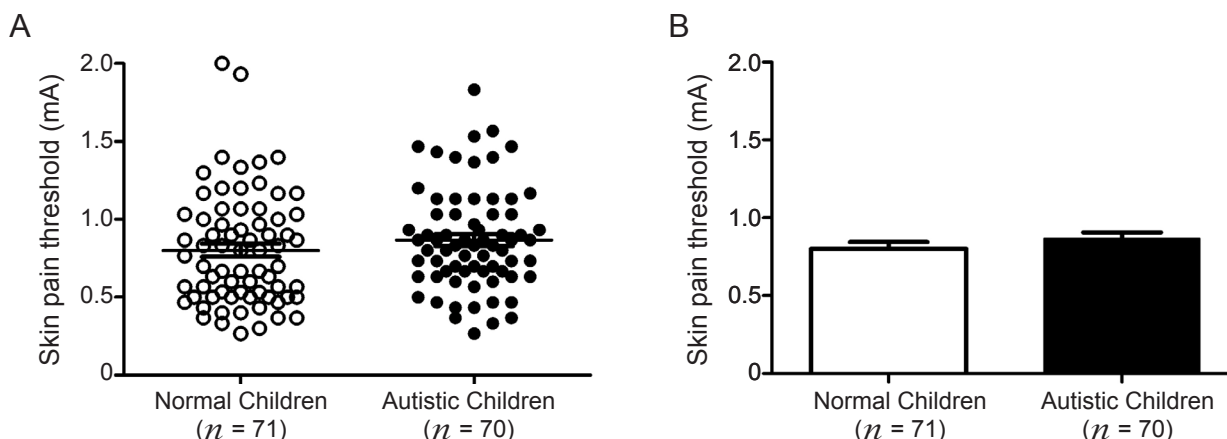 A
Skin pain threshold (mA)
2.0
1.5
1.0
0.5
0
Normal Children
(n = 71)
Autistic Children
(n = 70)
B
Skin pain threshold (mA)
2.0
1.5
1.0
0.5
0
Normal Children
(n = 71)
Autistic Children
(n = 70)